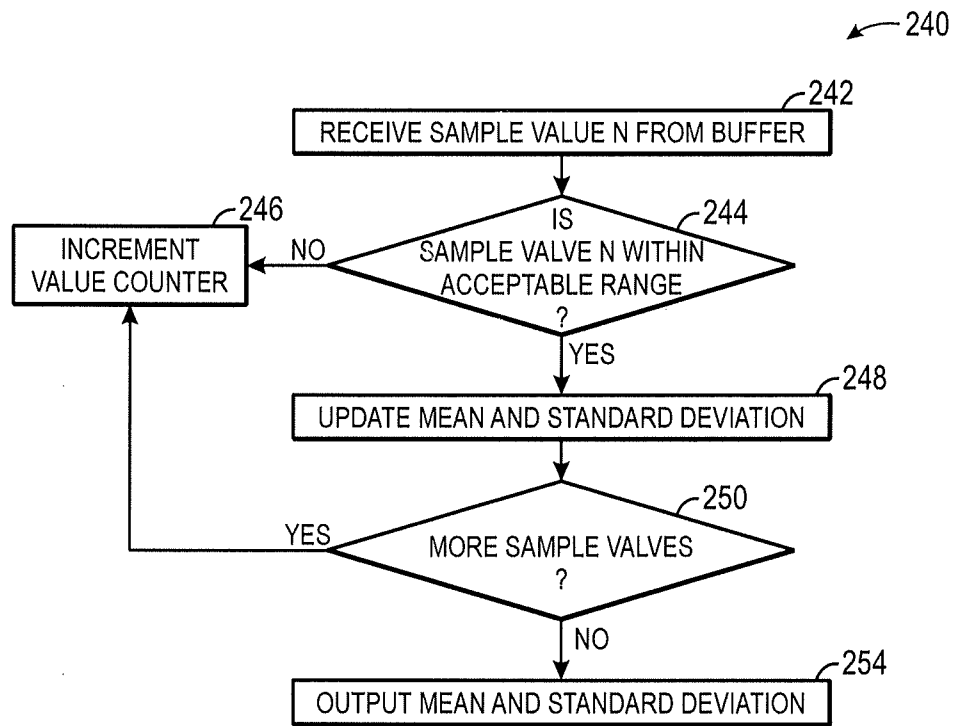 240
242
RECEIVE SAMPLE VALUE N FROM BUFFER
246
INCREMENT
VALUE COUNTER
NO
244
IS
SAMPLE VALVE N WITHIN
ACCEPTABLE RANGE
?
YES
248
UPDATE MEAN AND STANDARD DEVIATION
250
YES
MORE SAMPLE VALVES
?
NO
254
OUTPUT MEAN AND STANDARD DEVIATION